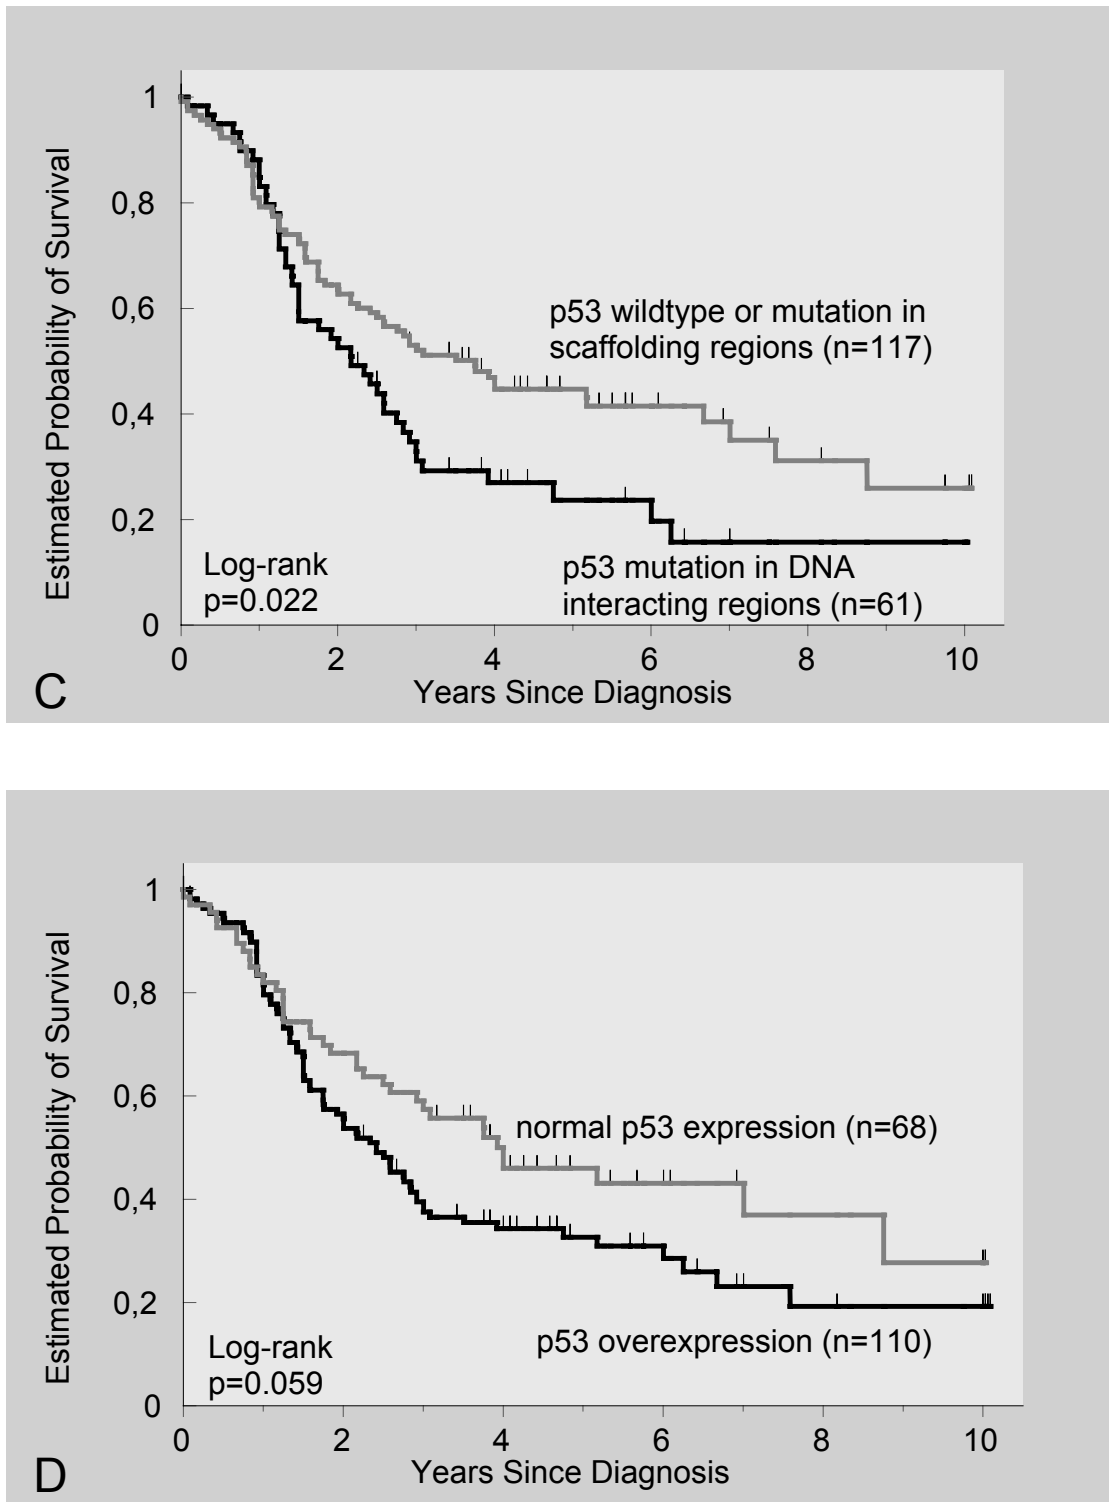 Estimated Probability of Survival
1
0,8
0,6
0,4
0,2
0
p53 wildtype or mutation in
scaffolding regions (n=117)
Log-rank
p=0.022
p53 mutation in DNA
interacting regions (n=61)
0 2 4 6 8 10
Years Since Diagnosis
C
Estimated Probability of Survival
1
0,8
0,6
0,4
0,2
0
normal p53 expression (n=68)
Log-rank
p=0.059
p53 overexpression (n=110)
0 2 4 6 8 10
Years Since Diagnosis
D